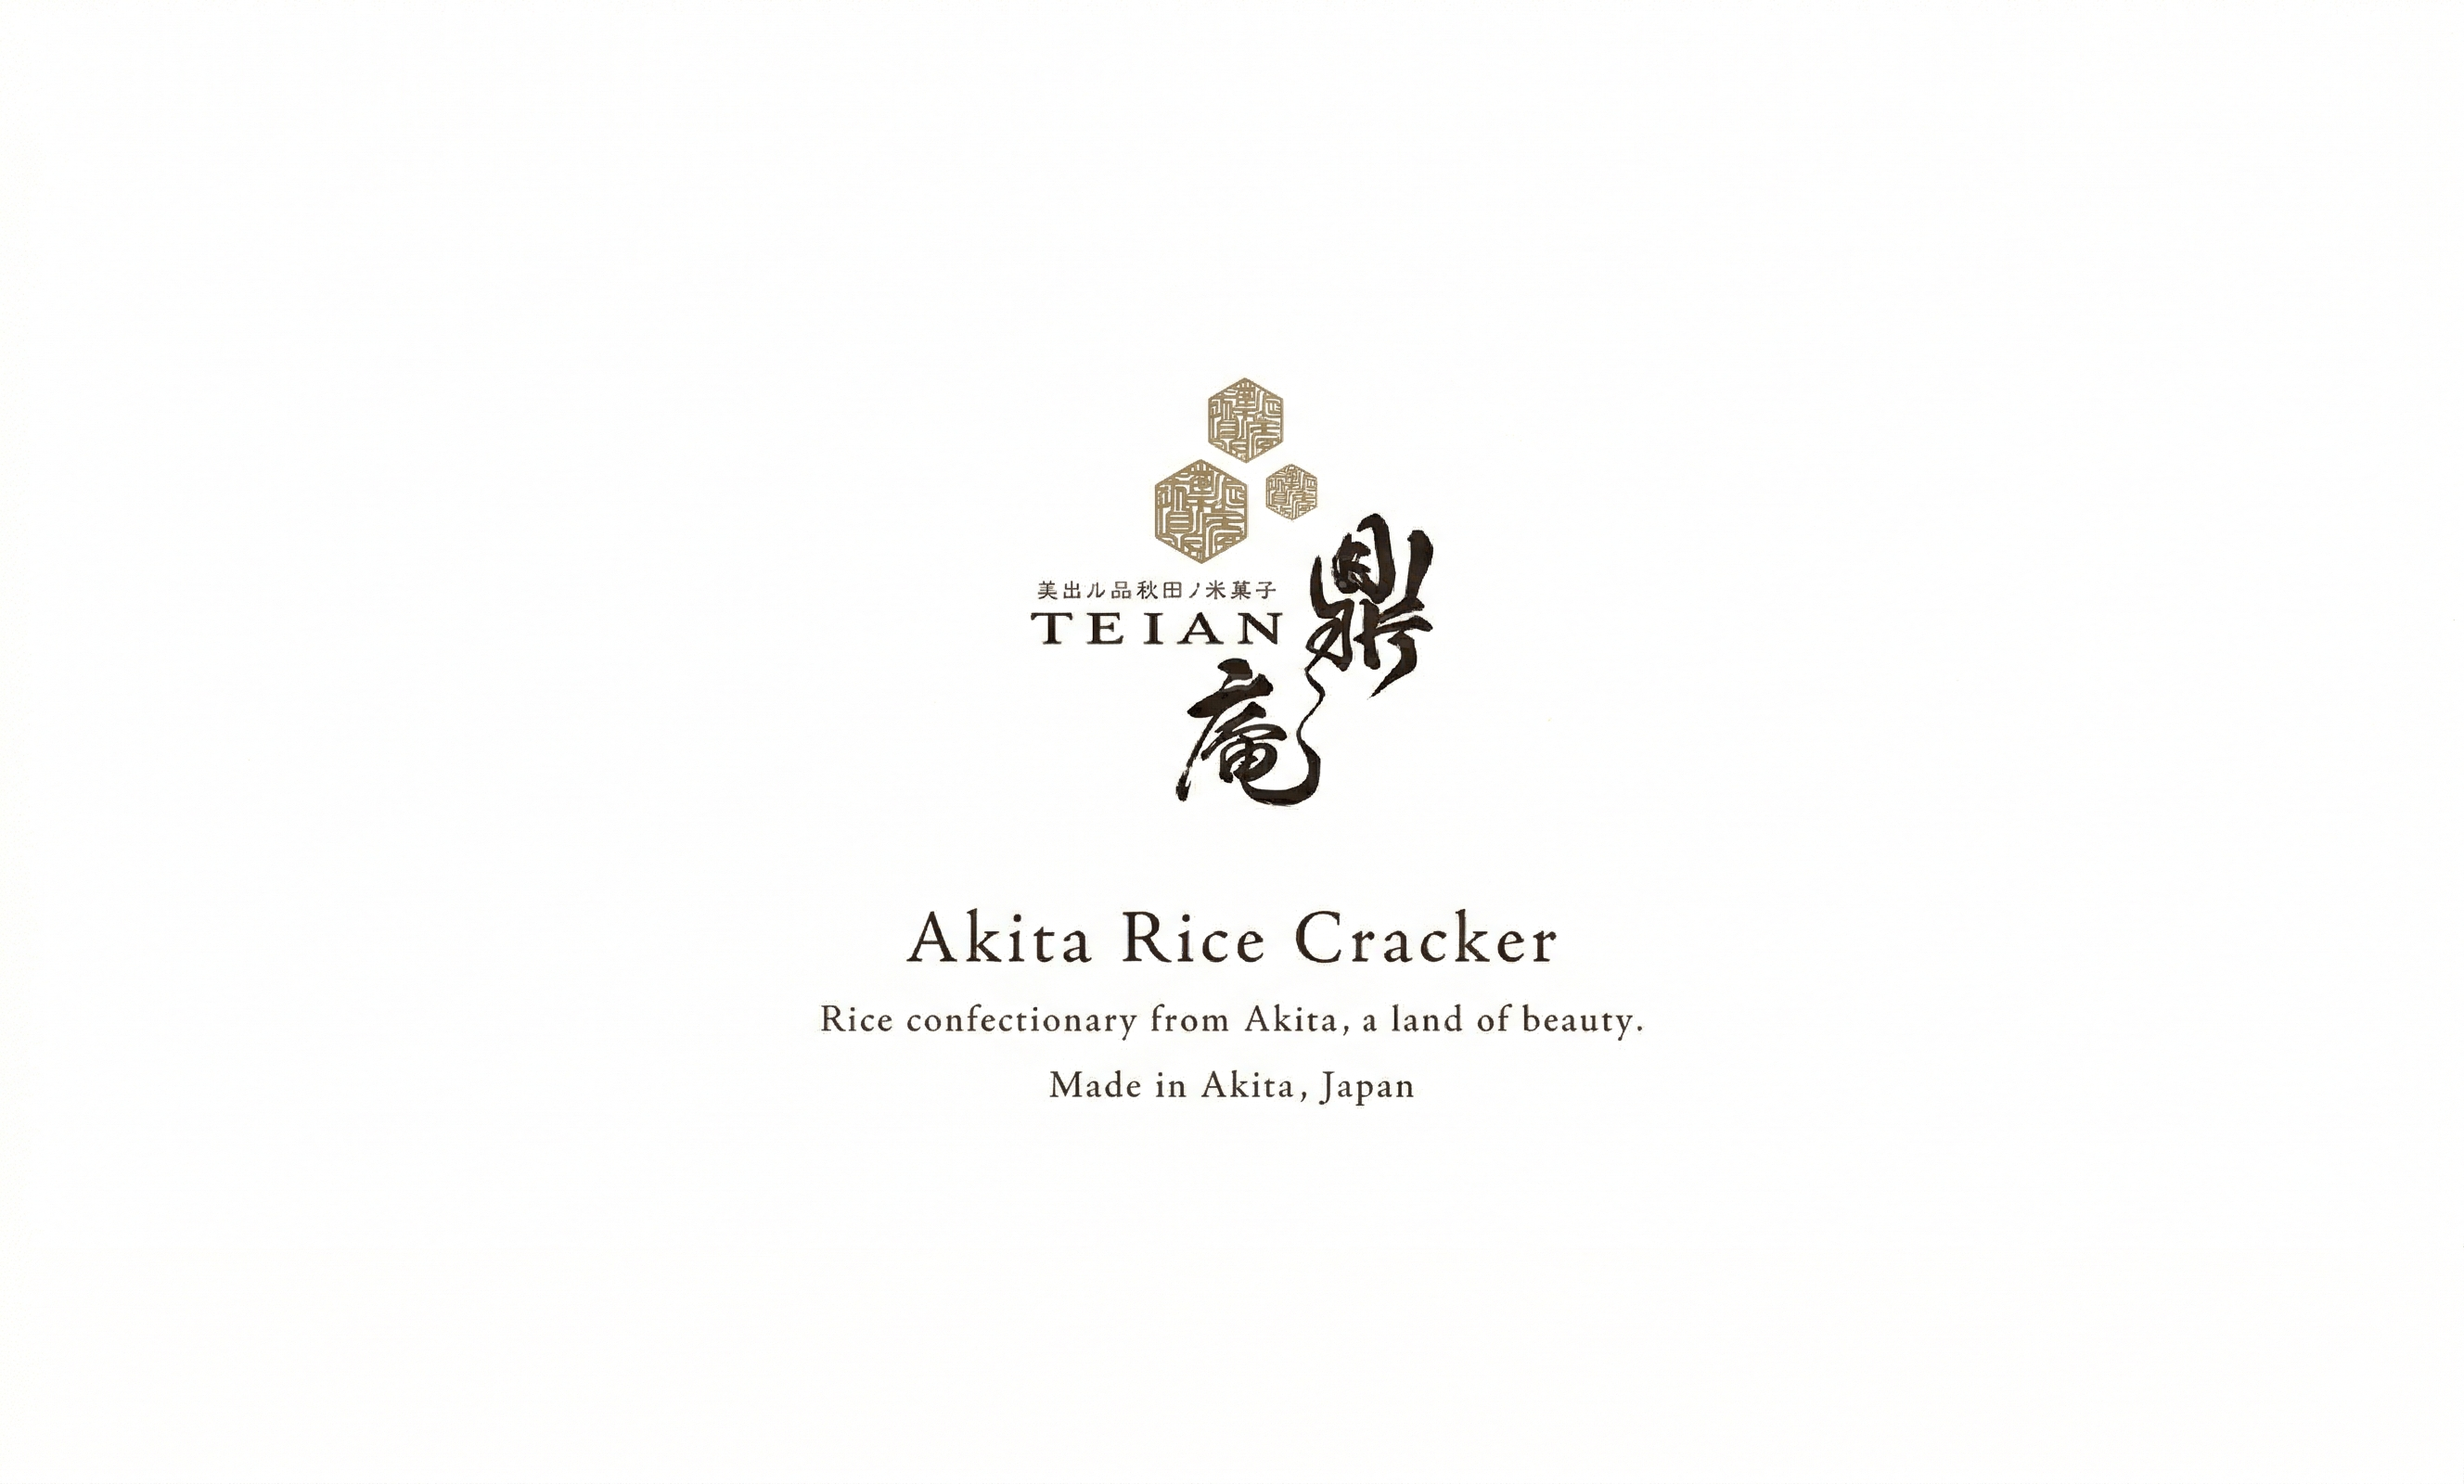 美出ル品秋田ノ米菓子
TEIAN
鼎庵
Akita Rice Cracker
Rice confectionary from Akita, a land of beauty.
Made in Akita, Japan